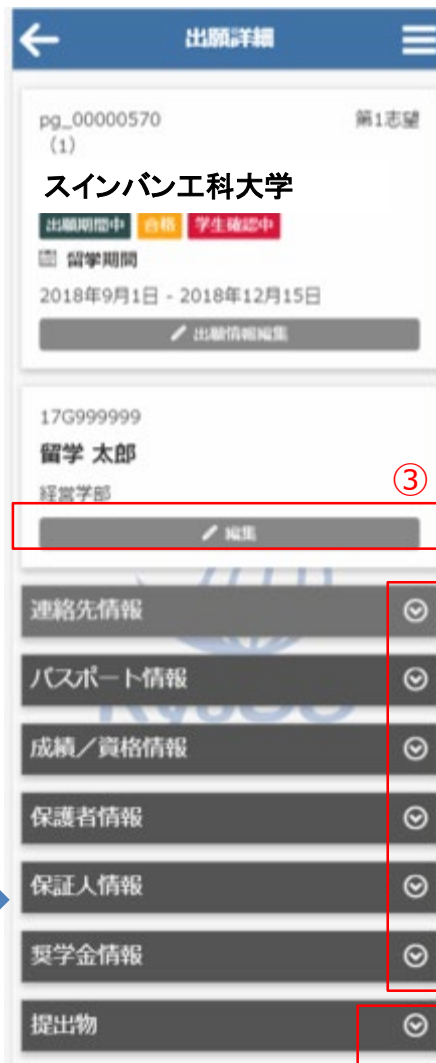 出願詳細
pg_00000570
(1)
第1志望
スインバン工科大学
出願期間中 合格 学生確認中
留学期間
2018年9月1日 - 2018年12月15日
出願情報編集
17G999999
留学 太郎
経営学部
③
編集
連絡先情報
パスポート情報
成績／資格情報
保護者情報
保証人情報
奨学金情報
提出物